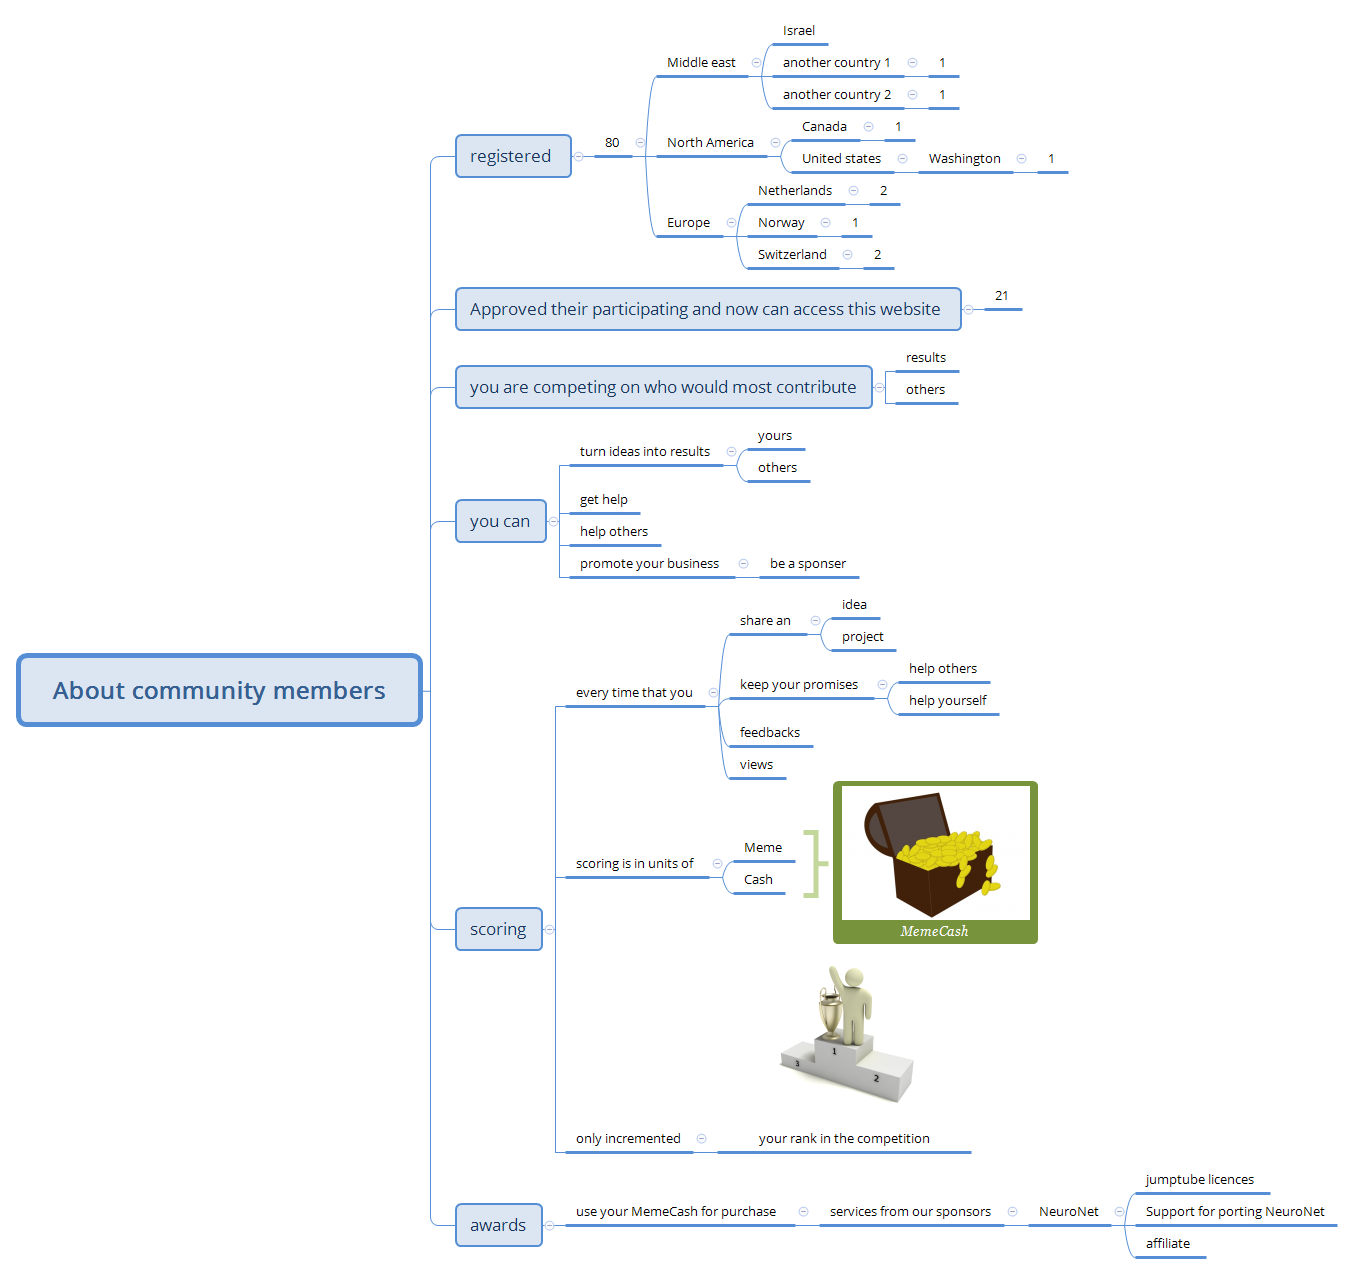 About community members
registered
80
Middle east
Israel
another country 1
1
another country 2
1
North America
Canada
1
United states
Washington
1
Europe
Netherlands
2
Norway
1
Switzerland
2
Approved their participating and now can access this website
21
you are competing on who would most contribute
results
others
you can
turn ideas into results
yours
others
get help
help others
promote your business
be a sponser
scoring
every time that you
share an
idea
project
keep your promises
help others
help yourself
feedbacks
views
scoring is in units of
Meme
Cash
MemeCash
only incremented
1
3
2
your rank in the competition
awards
use your MemeCash for purchase
services from our sponsors
NeuroNet
jumptube licences
Support for porting NeuroNet
affiliate